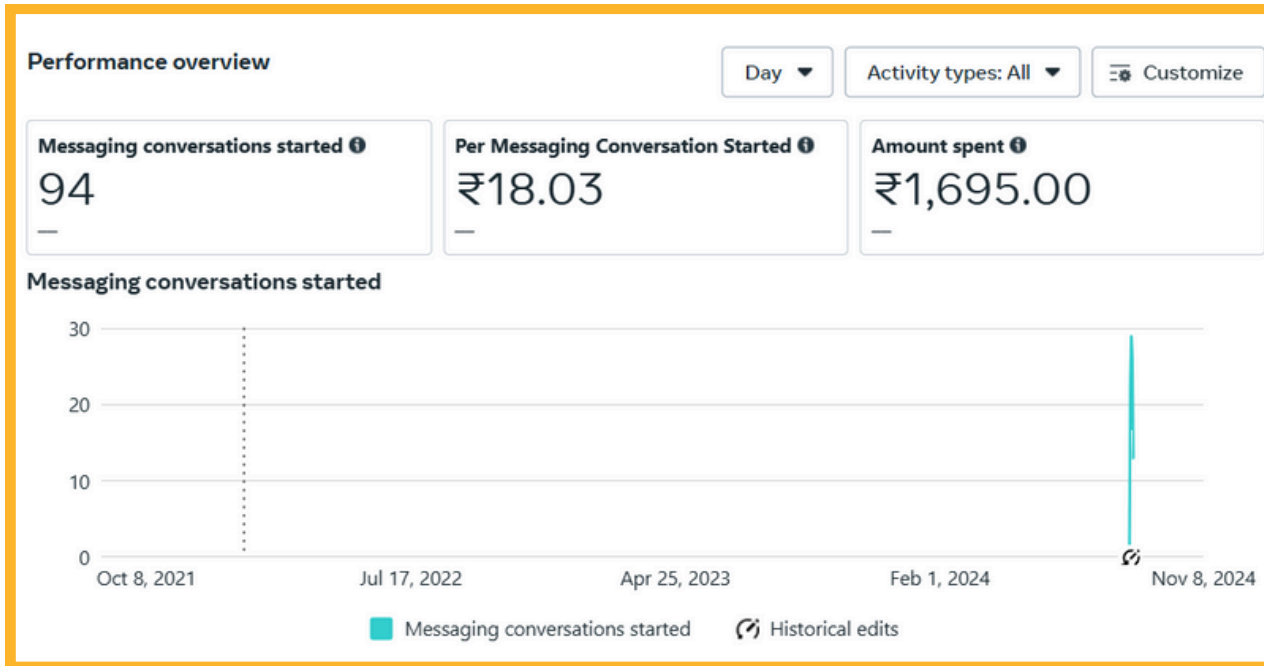 Performance overview
Day
Activity types: All
Customize
Messaging conversations started
94
—
Per Messaging Conversation Started
₹18.03
—
Amount spent
₹1,695.00
—
Messaging conversations started
30
20
10
0
Oct 8, 2021
Jul 17, 2022
Apr 25, 2023
Feb 1, 2024
Nov 8, 2024
Messaging conversations started
Historical edits